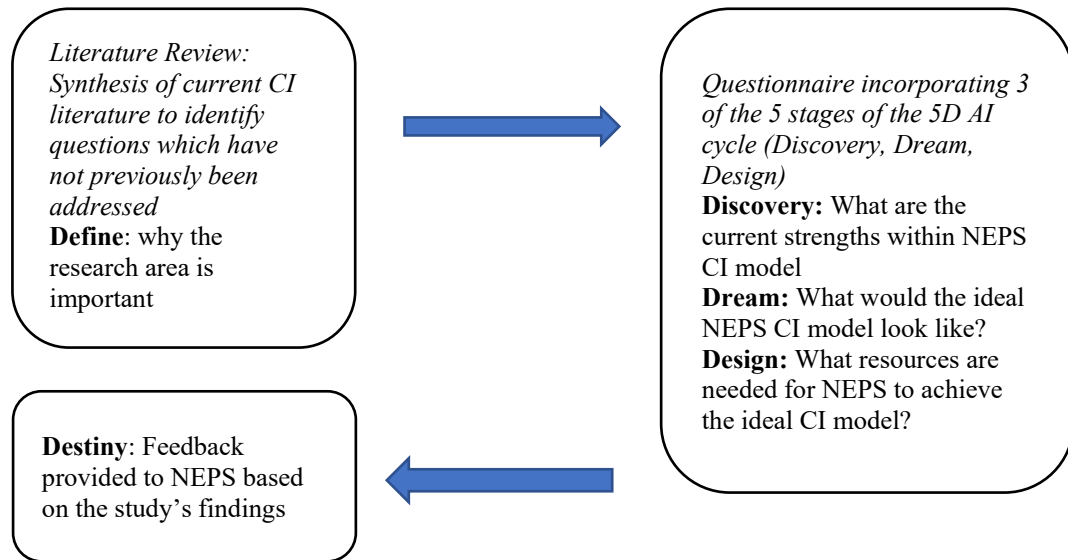 Literature Review:
Synthesis of current CI
literature to identify
questions which have
not previously been
addressed
Define: why the
research area is
important
Questionnaire incorporating 3
of the 5 stages of the 5D AI
cycle (Discovery, Dream,
Design)
Discovery: What are the
current strengths within NEPS
CI model
Dream: What would the ideal
NEPS CI model look like?
Design: What resources are
needed for NEPS to achieve
the ideal CI model?
Destiny: Feedback
provided to NEPS based
on the study’s findings